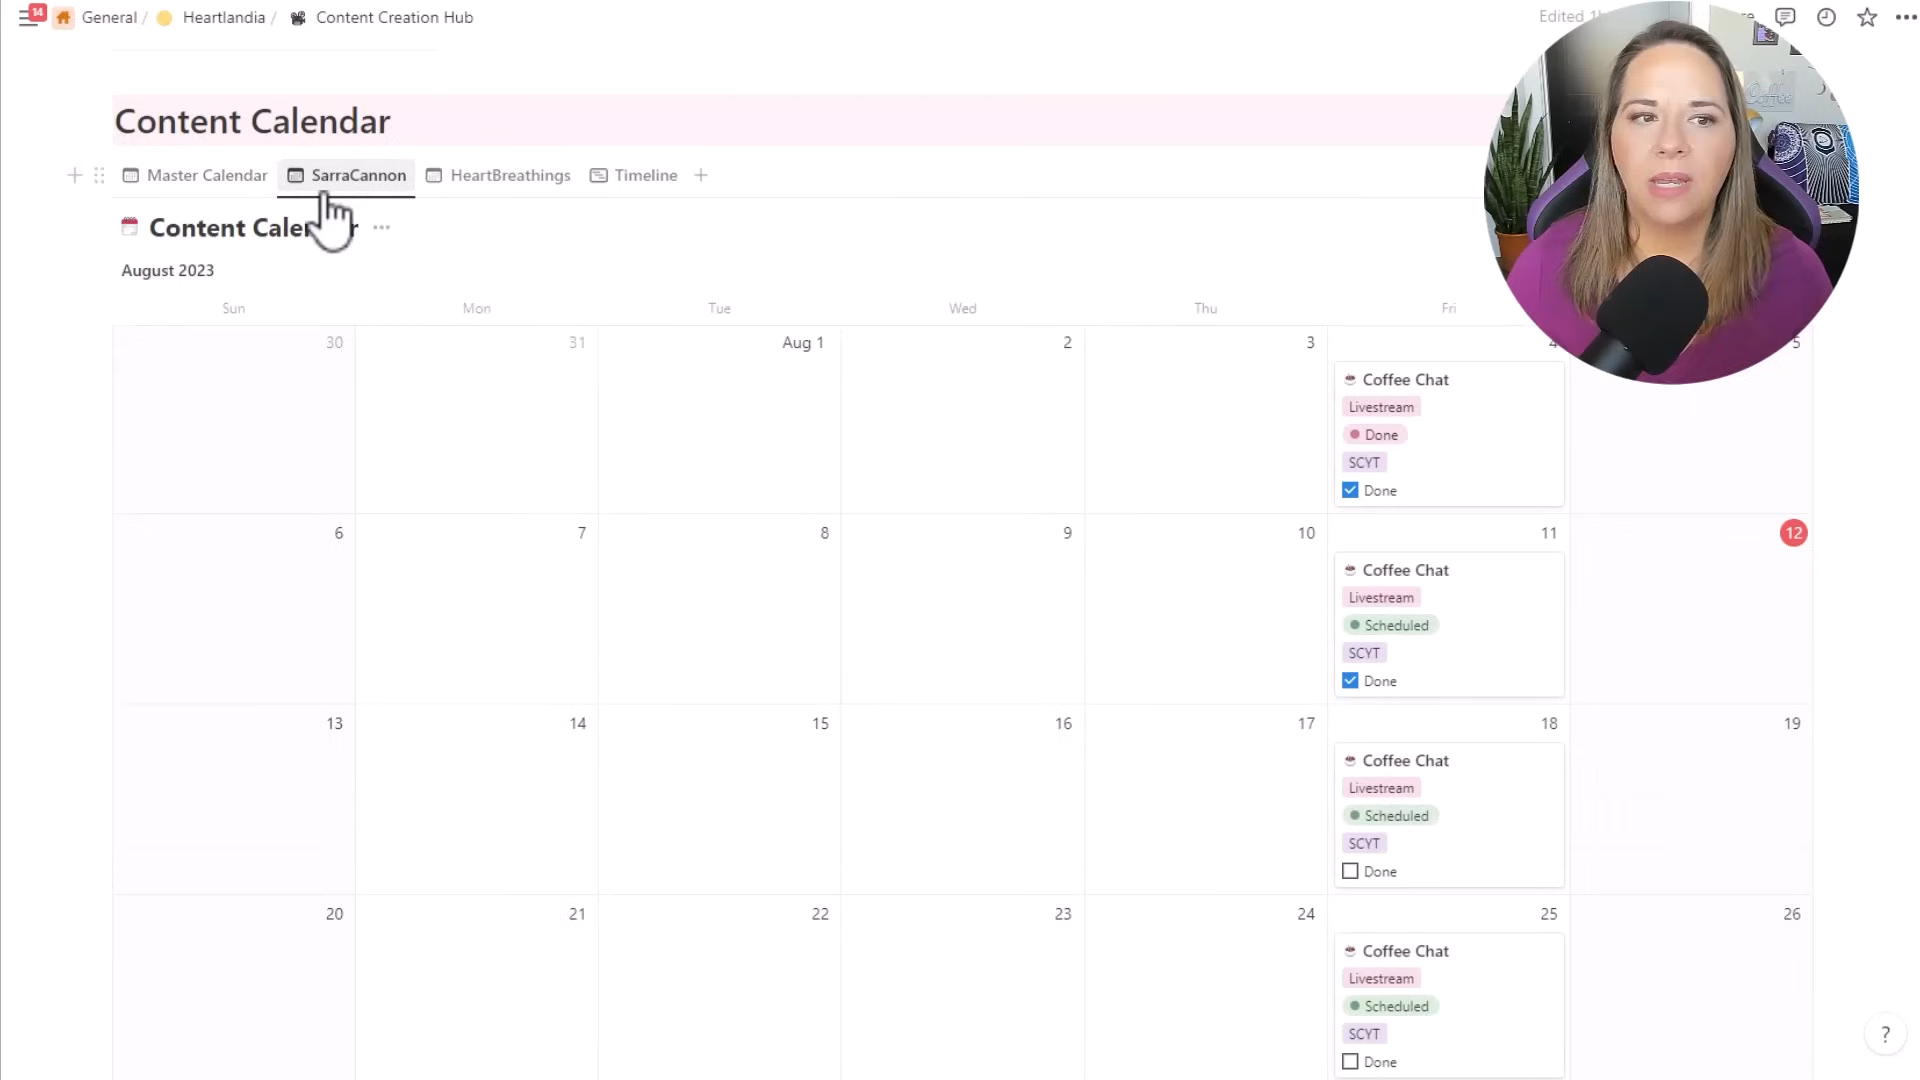 14
General / Heartlandia / Content Creation Hub
Edited
Content Calendar
Master Calendar SarraCannon HeartBreathings Timeline
Content
August 2023
Sun Mon Tue Wed Thu Fri
30 31 Aug 1 2 3 4 5
Coffee Chat
Livestream
Done
SCYT
Done
6 7 8 9 10 11 12
Coffee Chat
Livestream
Scheduled
SCYT
Done
13 14 15 16 17 18 19
Coffee Chat
Livestream
Scheduled
SCYT
Done
20 21 22 23 24 25 26
Coffee Chat
Livestream
Scheduled
SCYT
Done
?